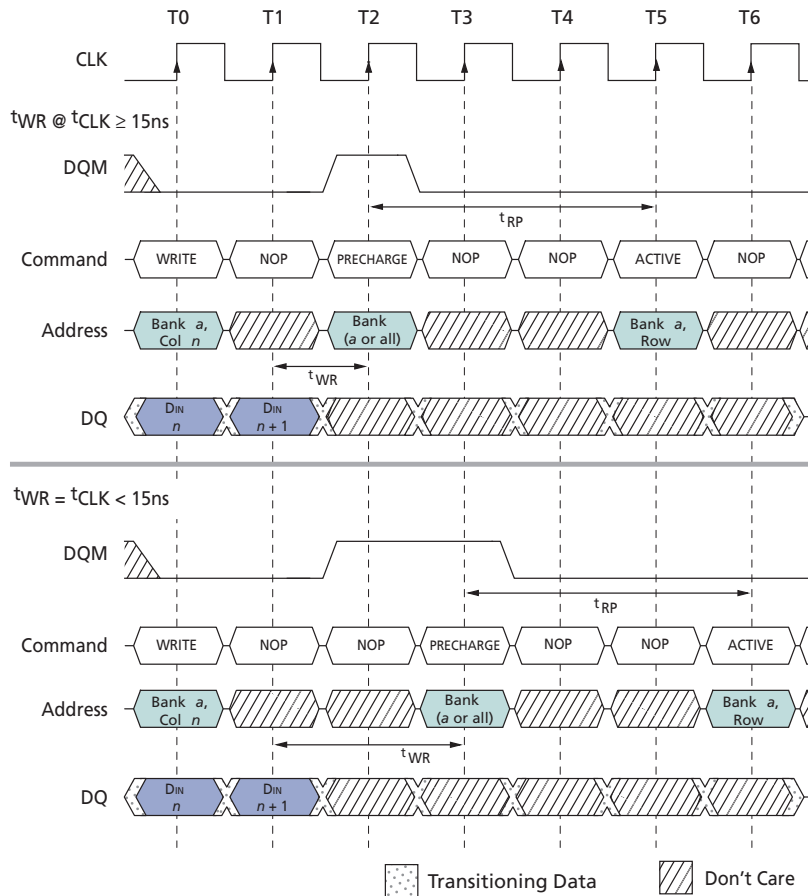 T0 T1 T2 T3 T4 T5 T6
CLK
tWR @ tCLK ≥ 15ns
DQM
tRP
Command WRITE NOP PRECHARGE NOP NOP ACTIVE NOP
Address Bank a, Col n Bank (a or all) Bank a, Row
tWR
DQ DIN n DIN n + 1
tWR = tCLK < 15ns
DQM
tRP
Command WRITE NOP NOP PRECHARGE NOP NOP ACTIVE
Address Bank a, Col n Bank (a or all) Bank a, Row
tWR
DQ DIN n DIN n + 1
Transitioning Data Don't Care